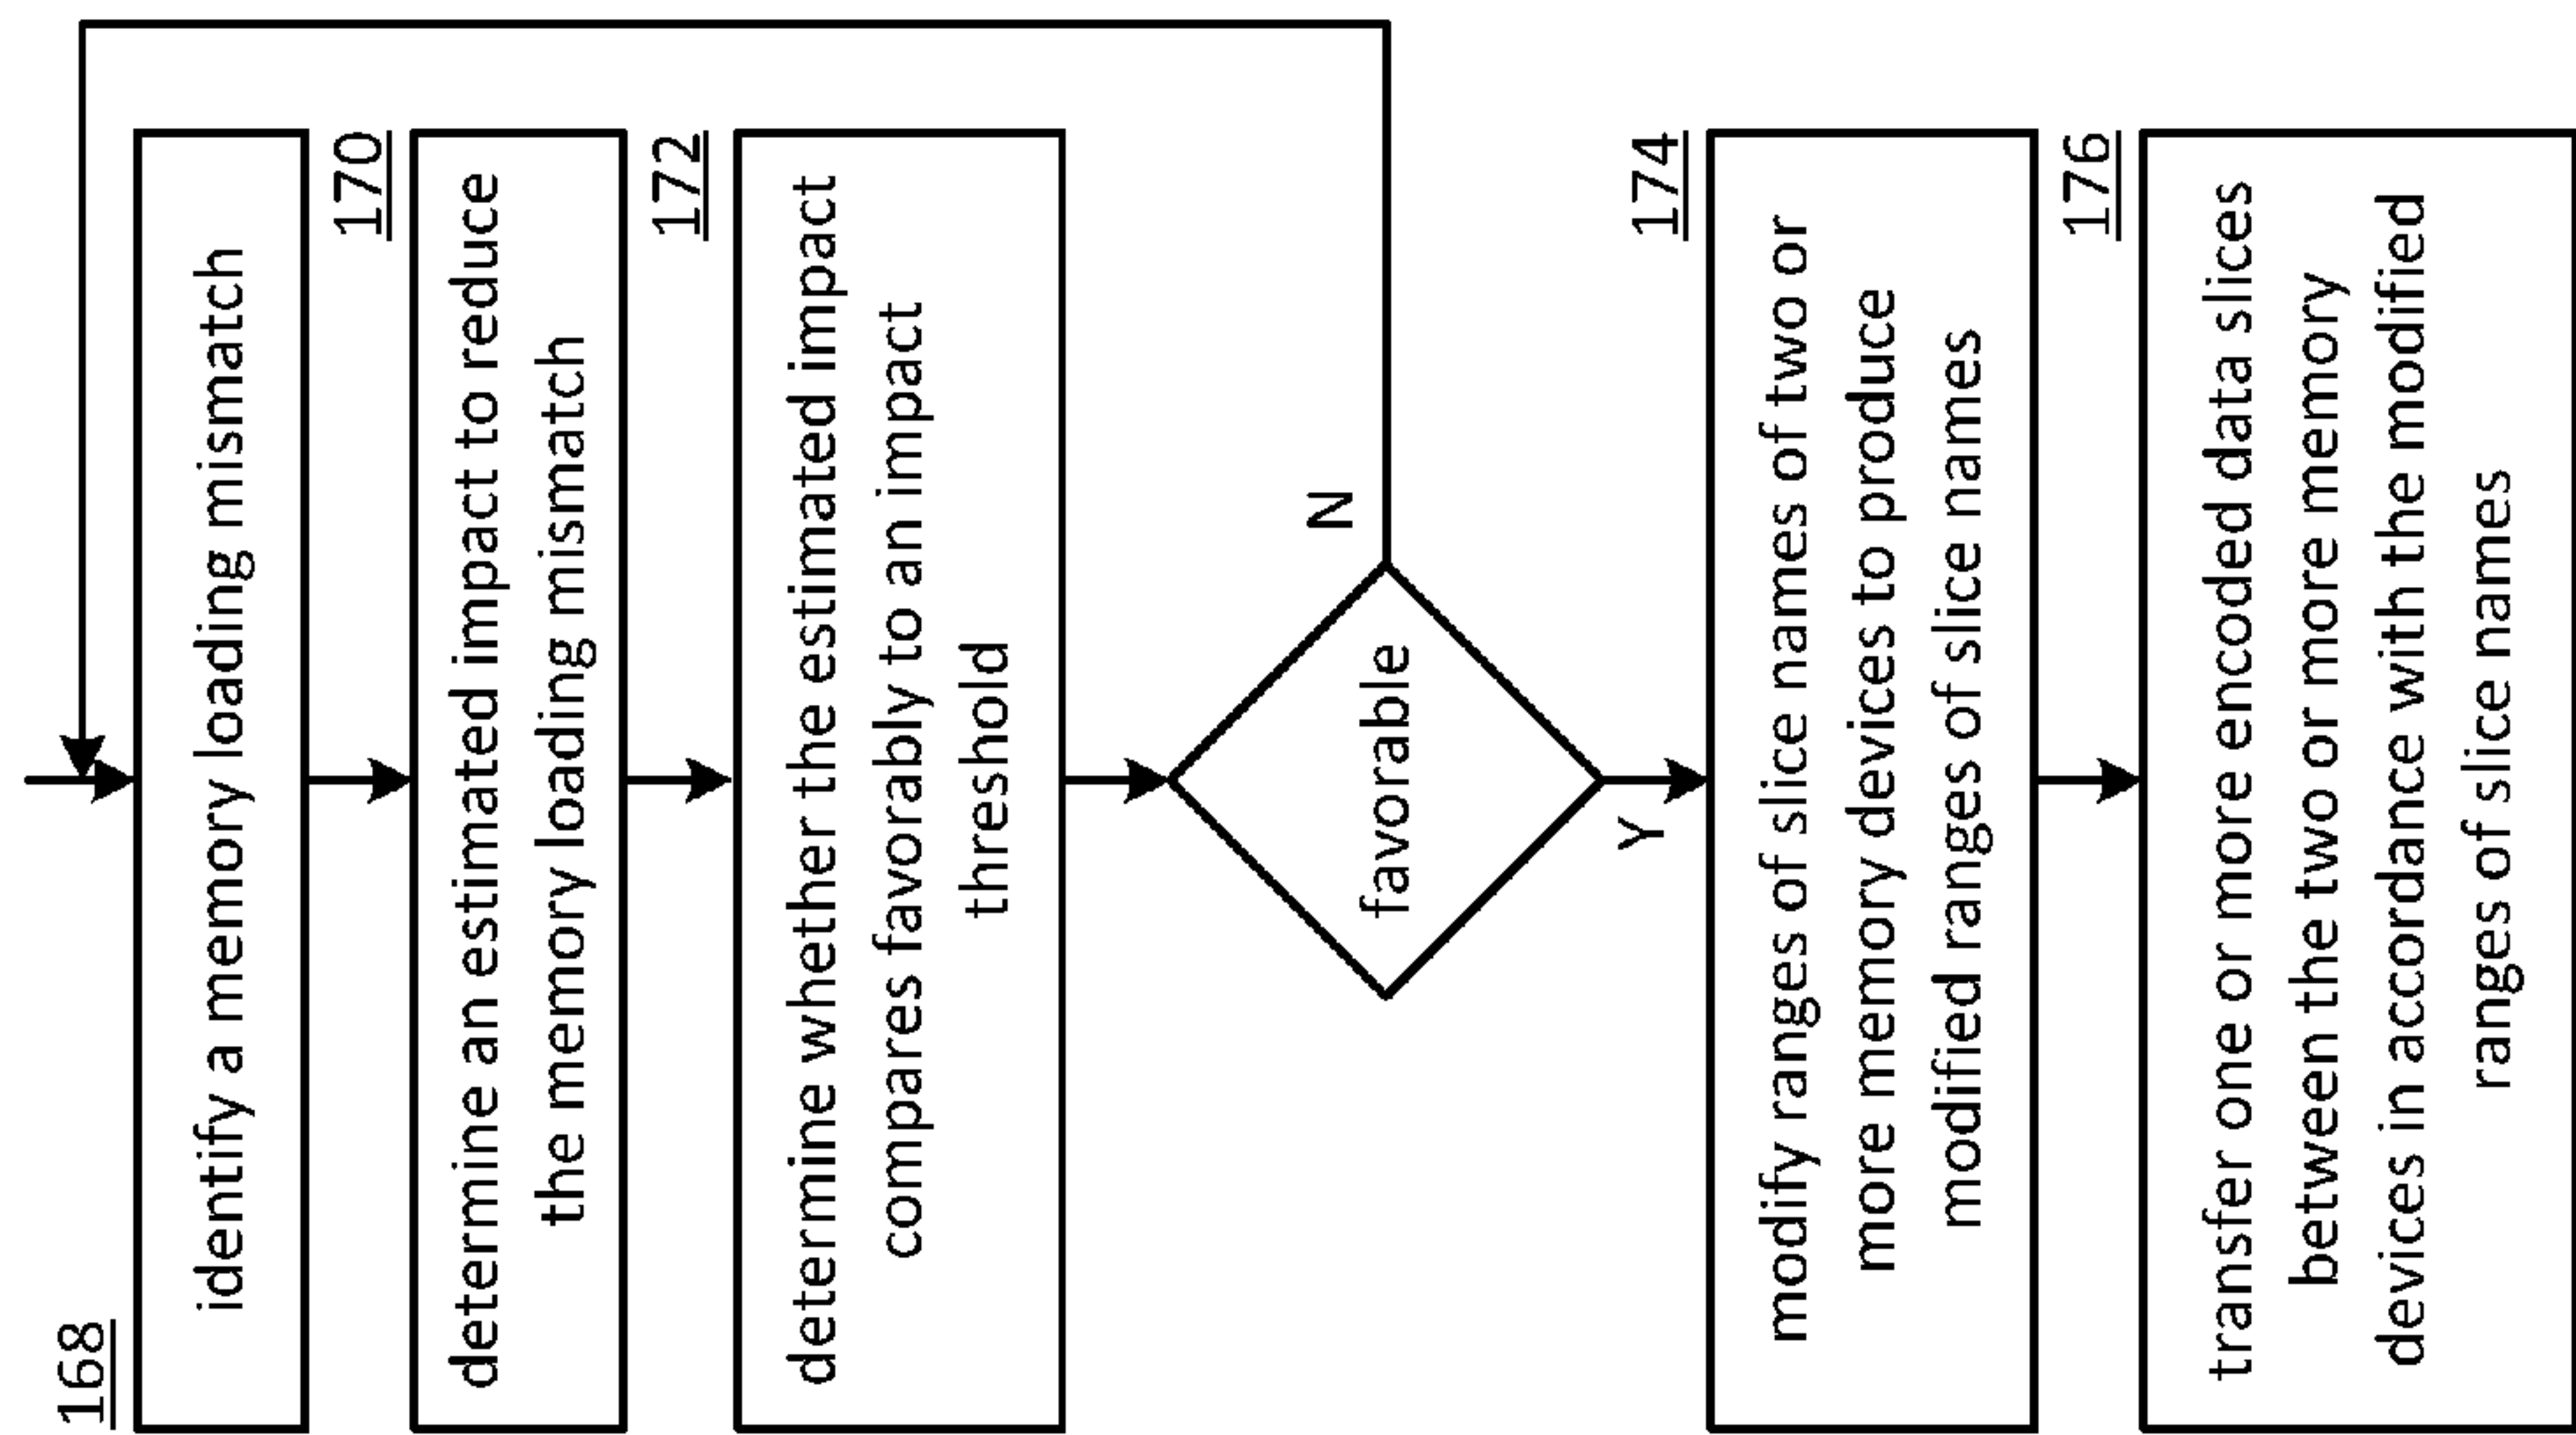 168
identify a memory loading mismatch
170
determine an estimated impact to reduce
the memory loading mismatch
172
determine whether the estimated impact
compares favorably to an impact
threshold
favorable
N
Y
174
modify ranges of slice names of two or
more memory devices to produce
modified ranges of slice names
176
transfer one or more encoded data slices
between the two or more memory
devices in accordance with the modified
ranges of slice names